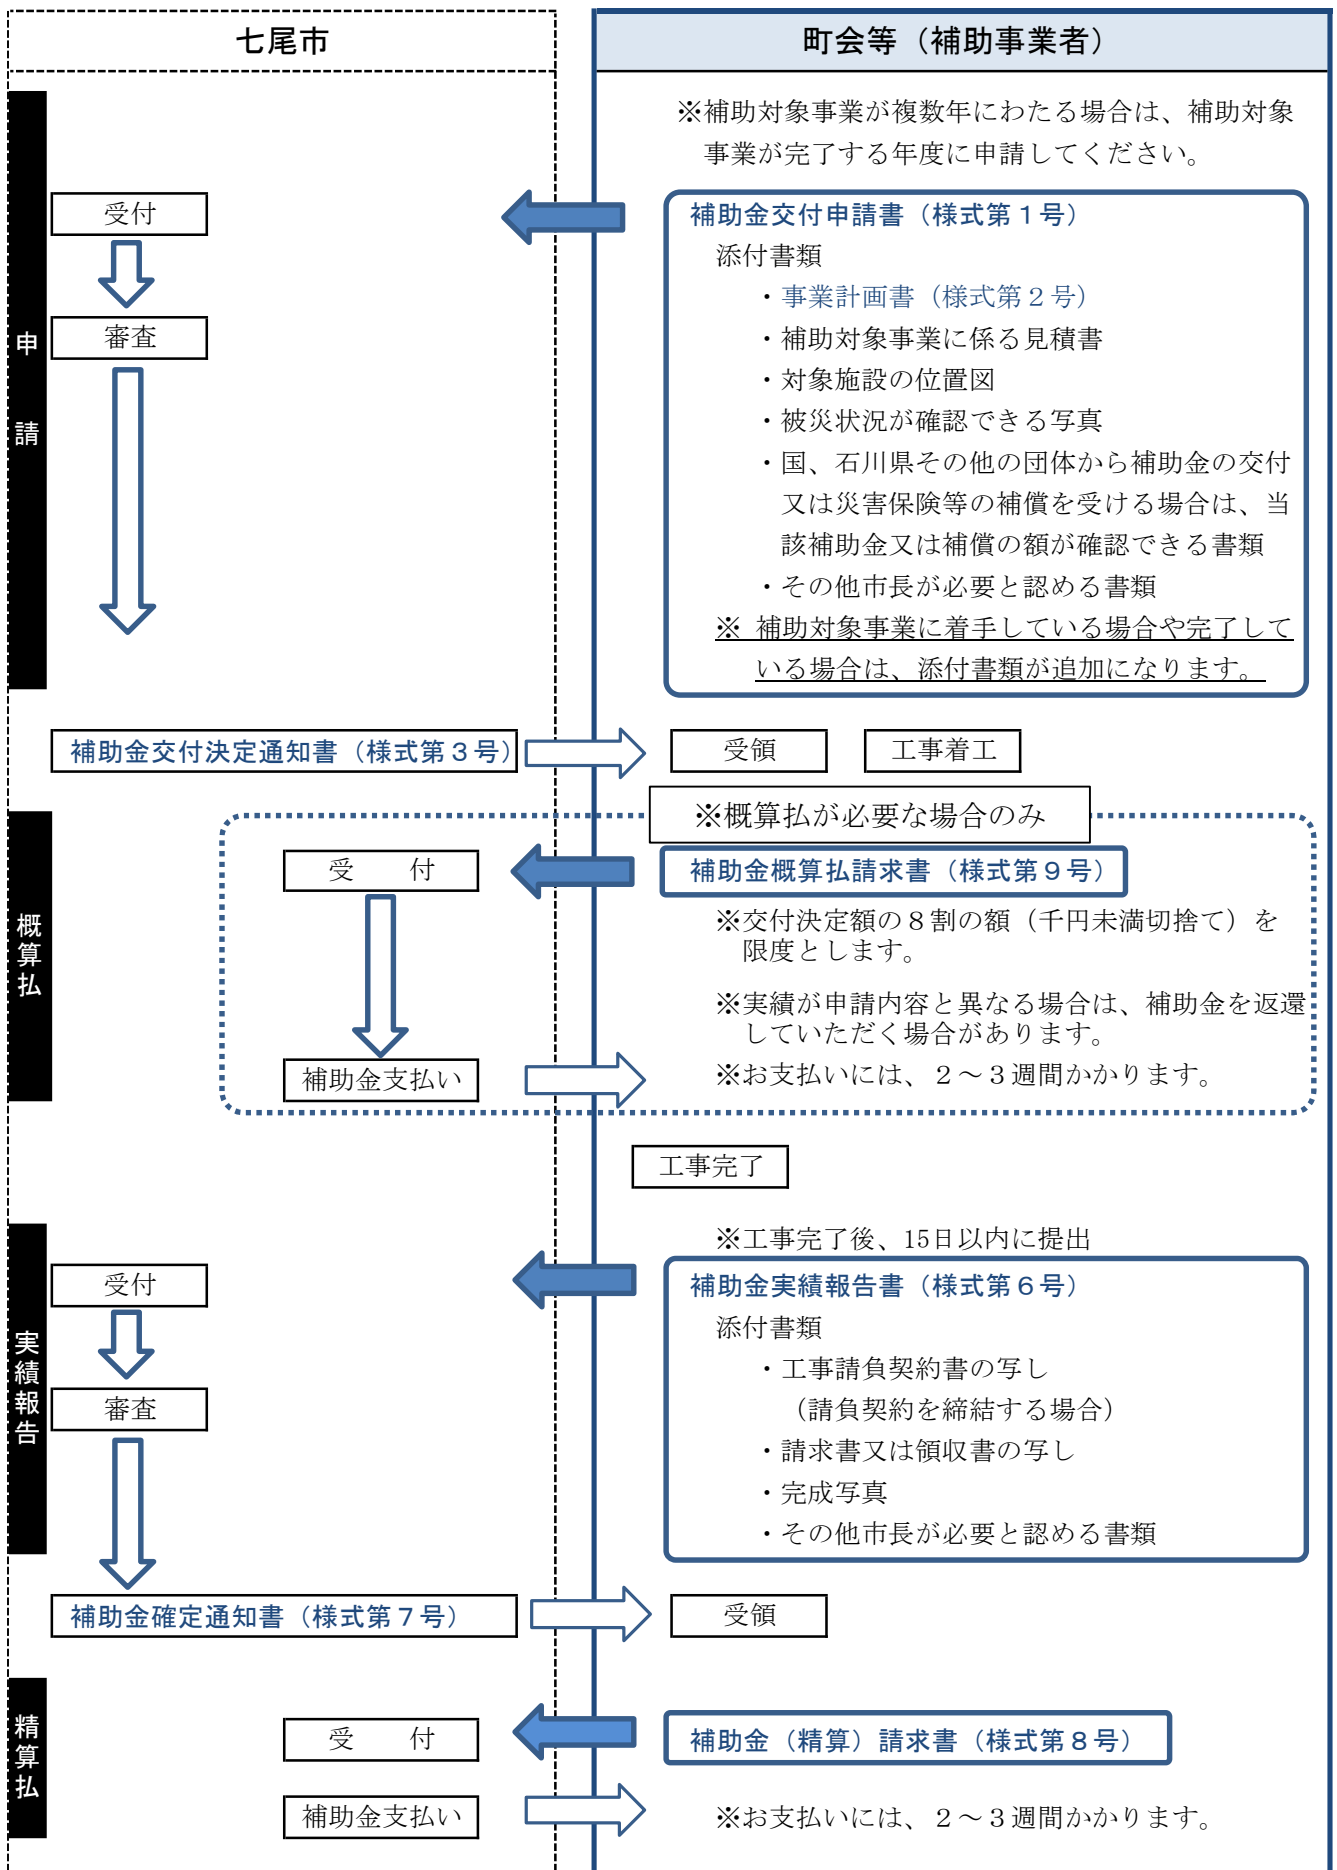 七尾市
町会等（補助事業者）
※補助対象事業が複数年にわたる場合は、補助対象
事業が完了する年度に申請してください。
申請
受付
審査
補助金交付申請書（様式第１号）
添付書類
・事業計画書（様式第２号）
・補助対象事業に係る見積書
・対象施設の位置図
・被災状況が確認できる写真
・国、石川県その他の団体から補助金の交付
又は災害保険等の補償を受ける場合は、当
該補助金又は補償の額が確認できる書類
・その他市長が必要と認める書類
※ 補助対象事業に着手している場合や完了して
いる場合は、添付書類が追加になります。
補助金交付決定通知書（様式第３号）
受領
工事着工
概算払
※概算払が必要な場合のみ
受　付
補助金概算払請求書（様式第９号）
※交付決定額の８割の額（千円未満切捨て）を
限度とします。
※実績が申請内容と異なる場合は、補助金を返還
していただく場合があります。
補助金支払い
※お支払いには、２～３週間かかります。
工事完了
実績報告
※工事完了後、15日以内に提出
受付
審査
補助金実績報告書（様式第６号）
添付書類
・工事請負契約書の写し
（請負契約を締結する場合）
・請求書又は領収書の写し
・完成写真
・その他市長が必要と認める書類
補助金確定通知書（様式第７号）
受領
精算払
受　付
補助金（精算）請求書（様式第８号）
補助金支払い
※お支払いには、２～３週間かかります。